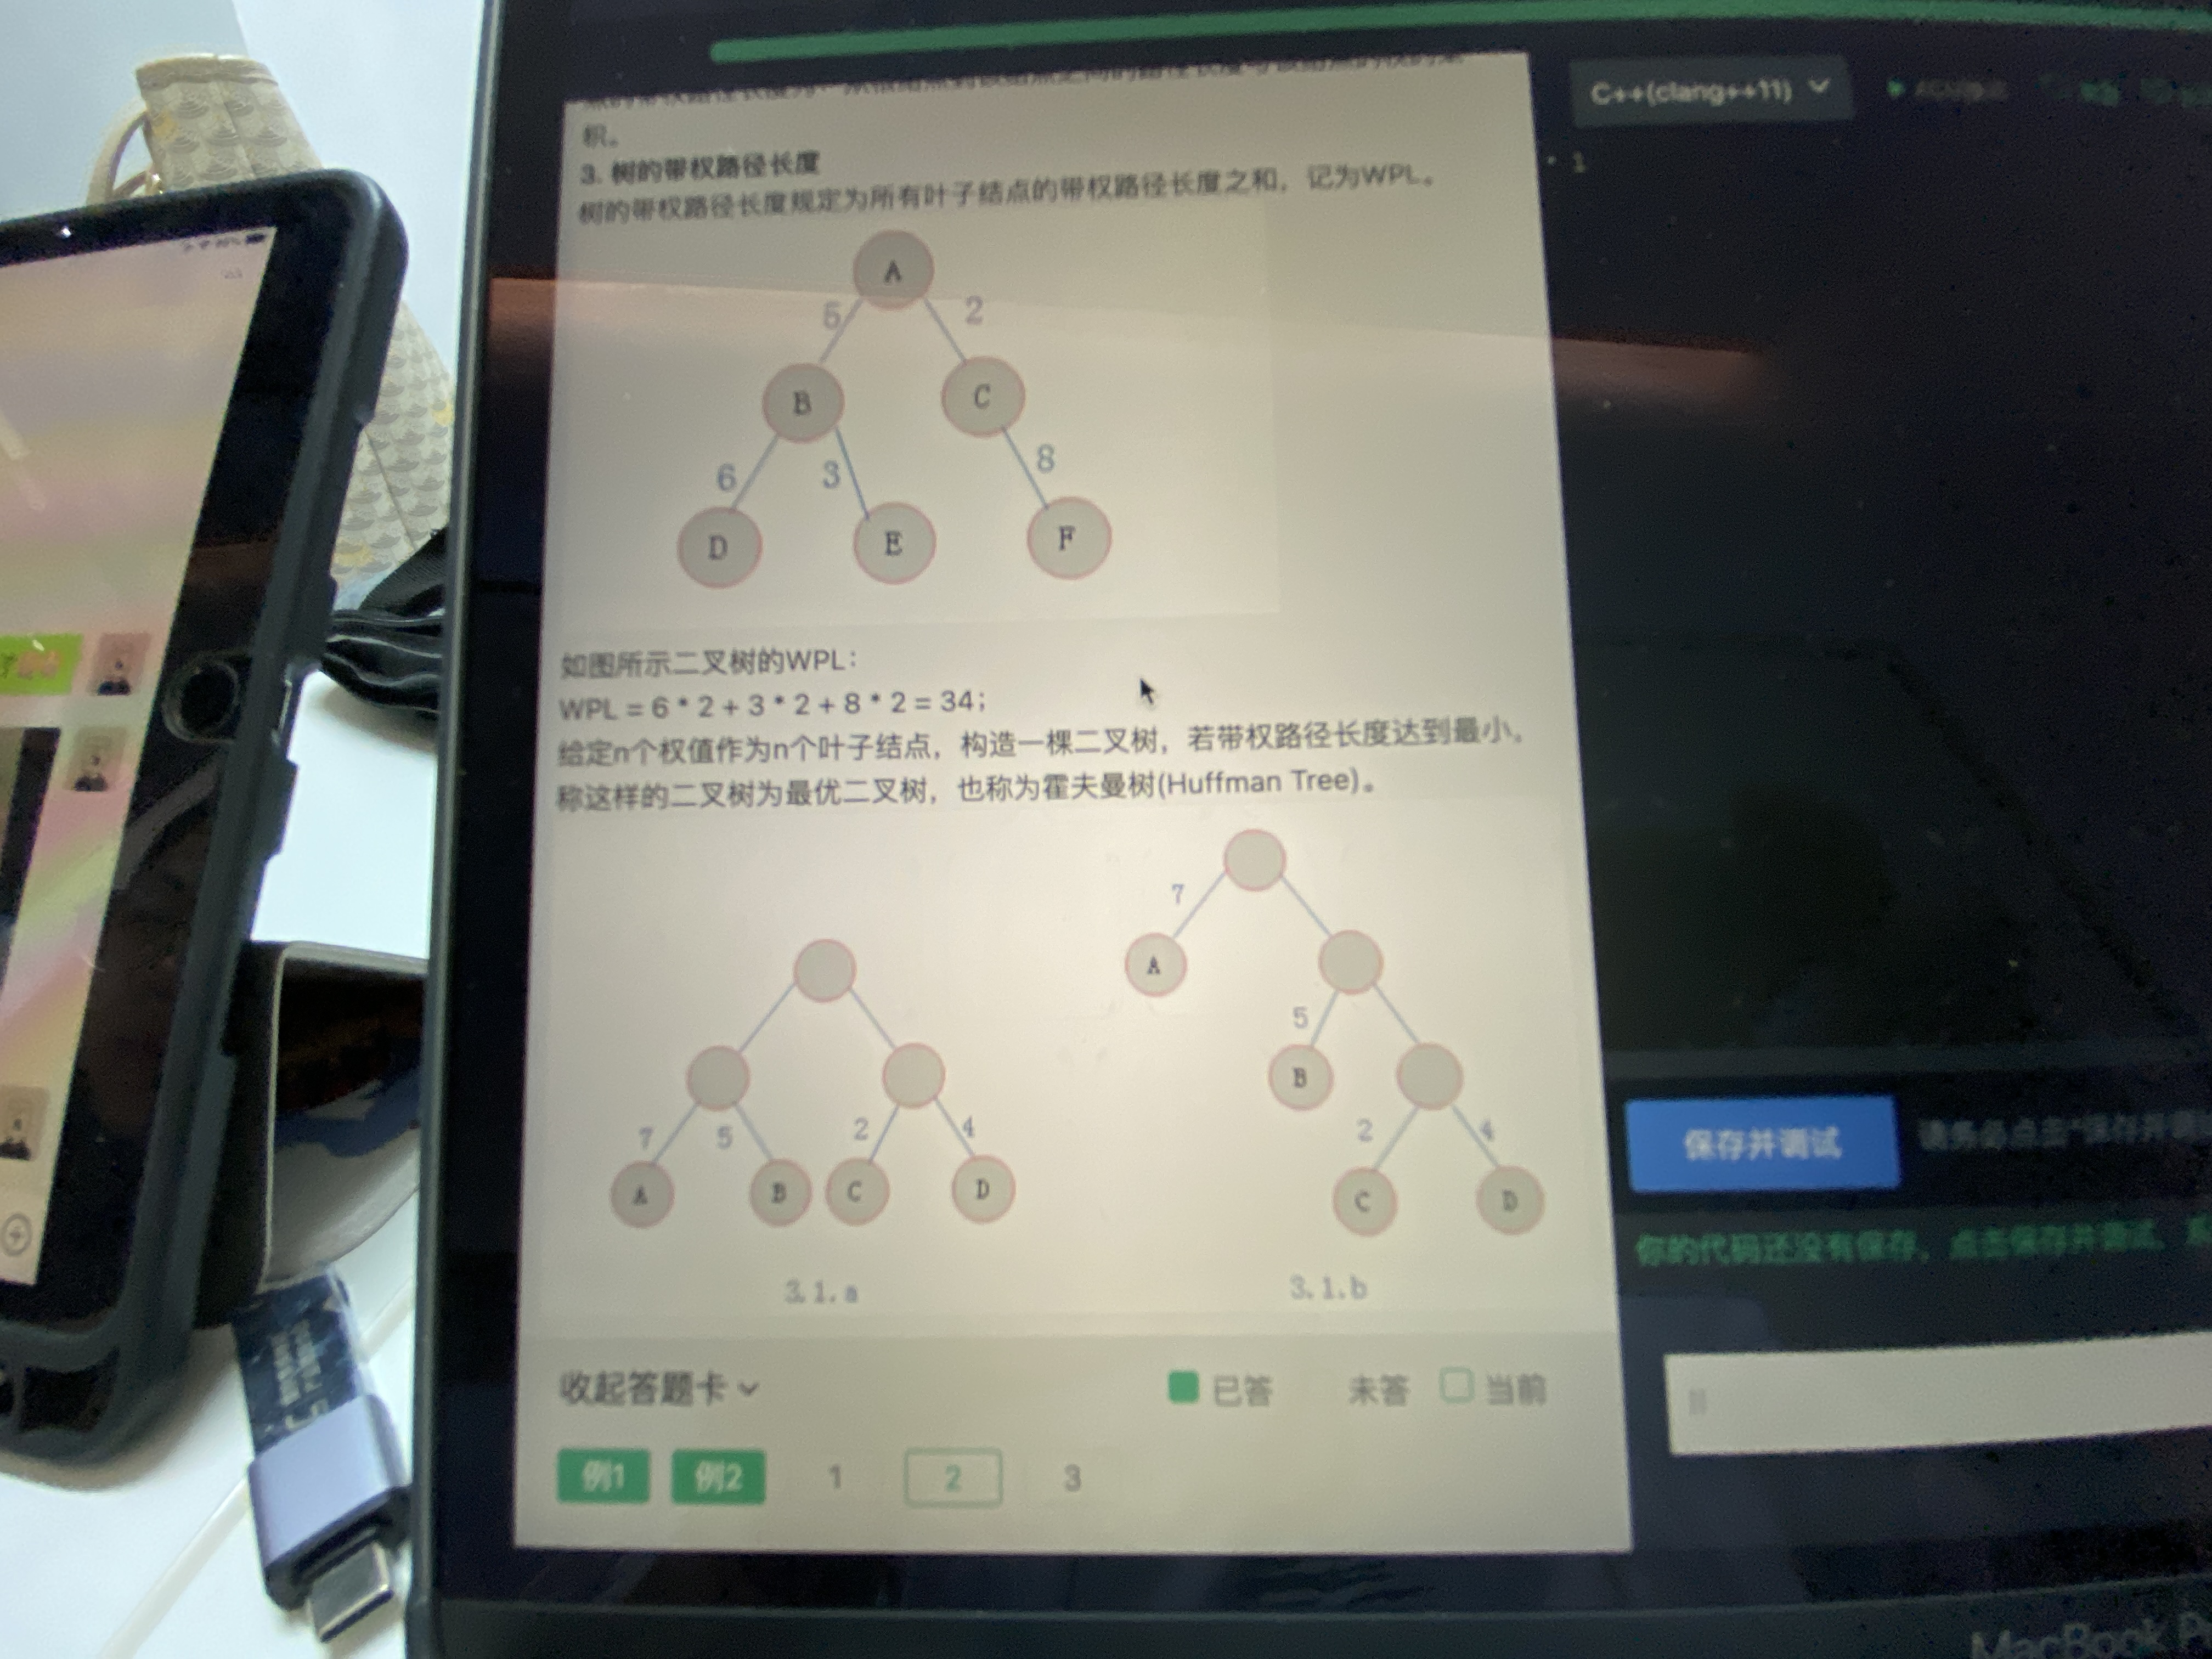 积。
3. 树的带权路径长度
树的带权路径长度规定为所有叶子结点的带权路径长度之和，记为WPL。
A
5
2
B
C
6
3
8
D
E
F
如图所示二叉树的WPL：
WPL = 6 * 2 + 3 * 2 + 8 * 2 = 34；
给定n个权值作为n个叶子结点，构造一棵二叉树，若带权路径长度达到最小，
称这样的二叉树为最优二叉树，也称为霍夫曼树(Huffman Tree)。
7
5
2
4
A
B
C
D
3.1.a
7
A
5
B
2
4
C
D
3.1.b
收起答题卡
已答
未答
当前
例1
例2
1
2
3
C++(clang++11)
1
保存并调试
请务必点击"保存并调
你的代码还没有保存，点击保存并调试，
MacBook P